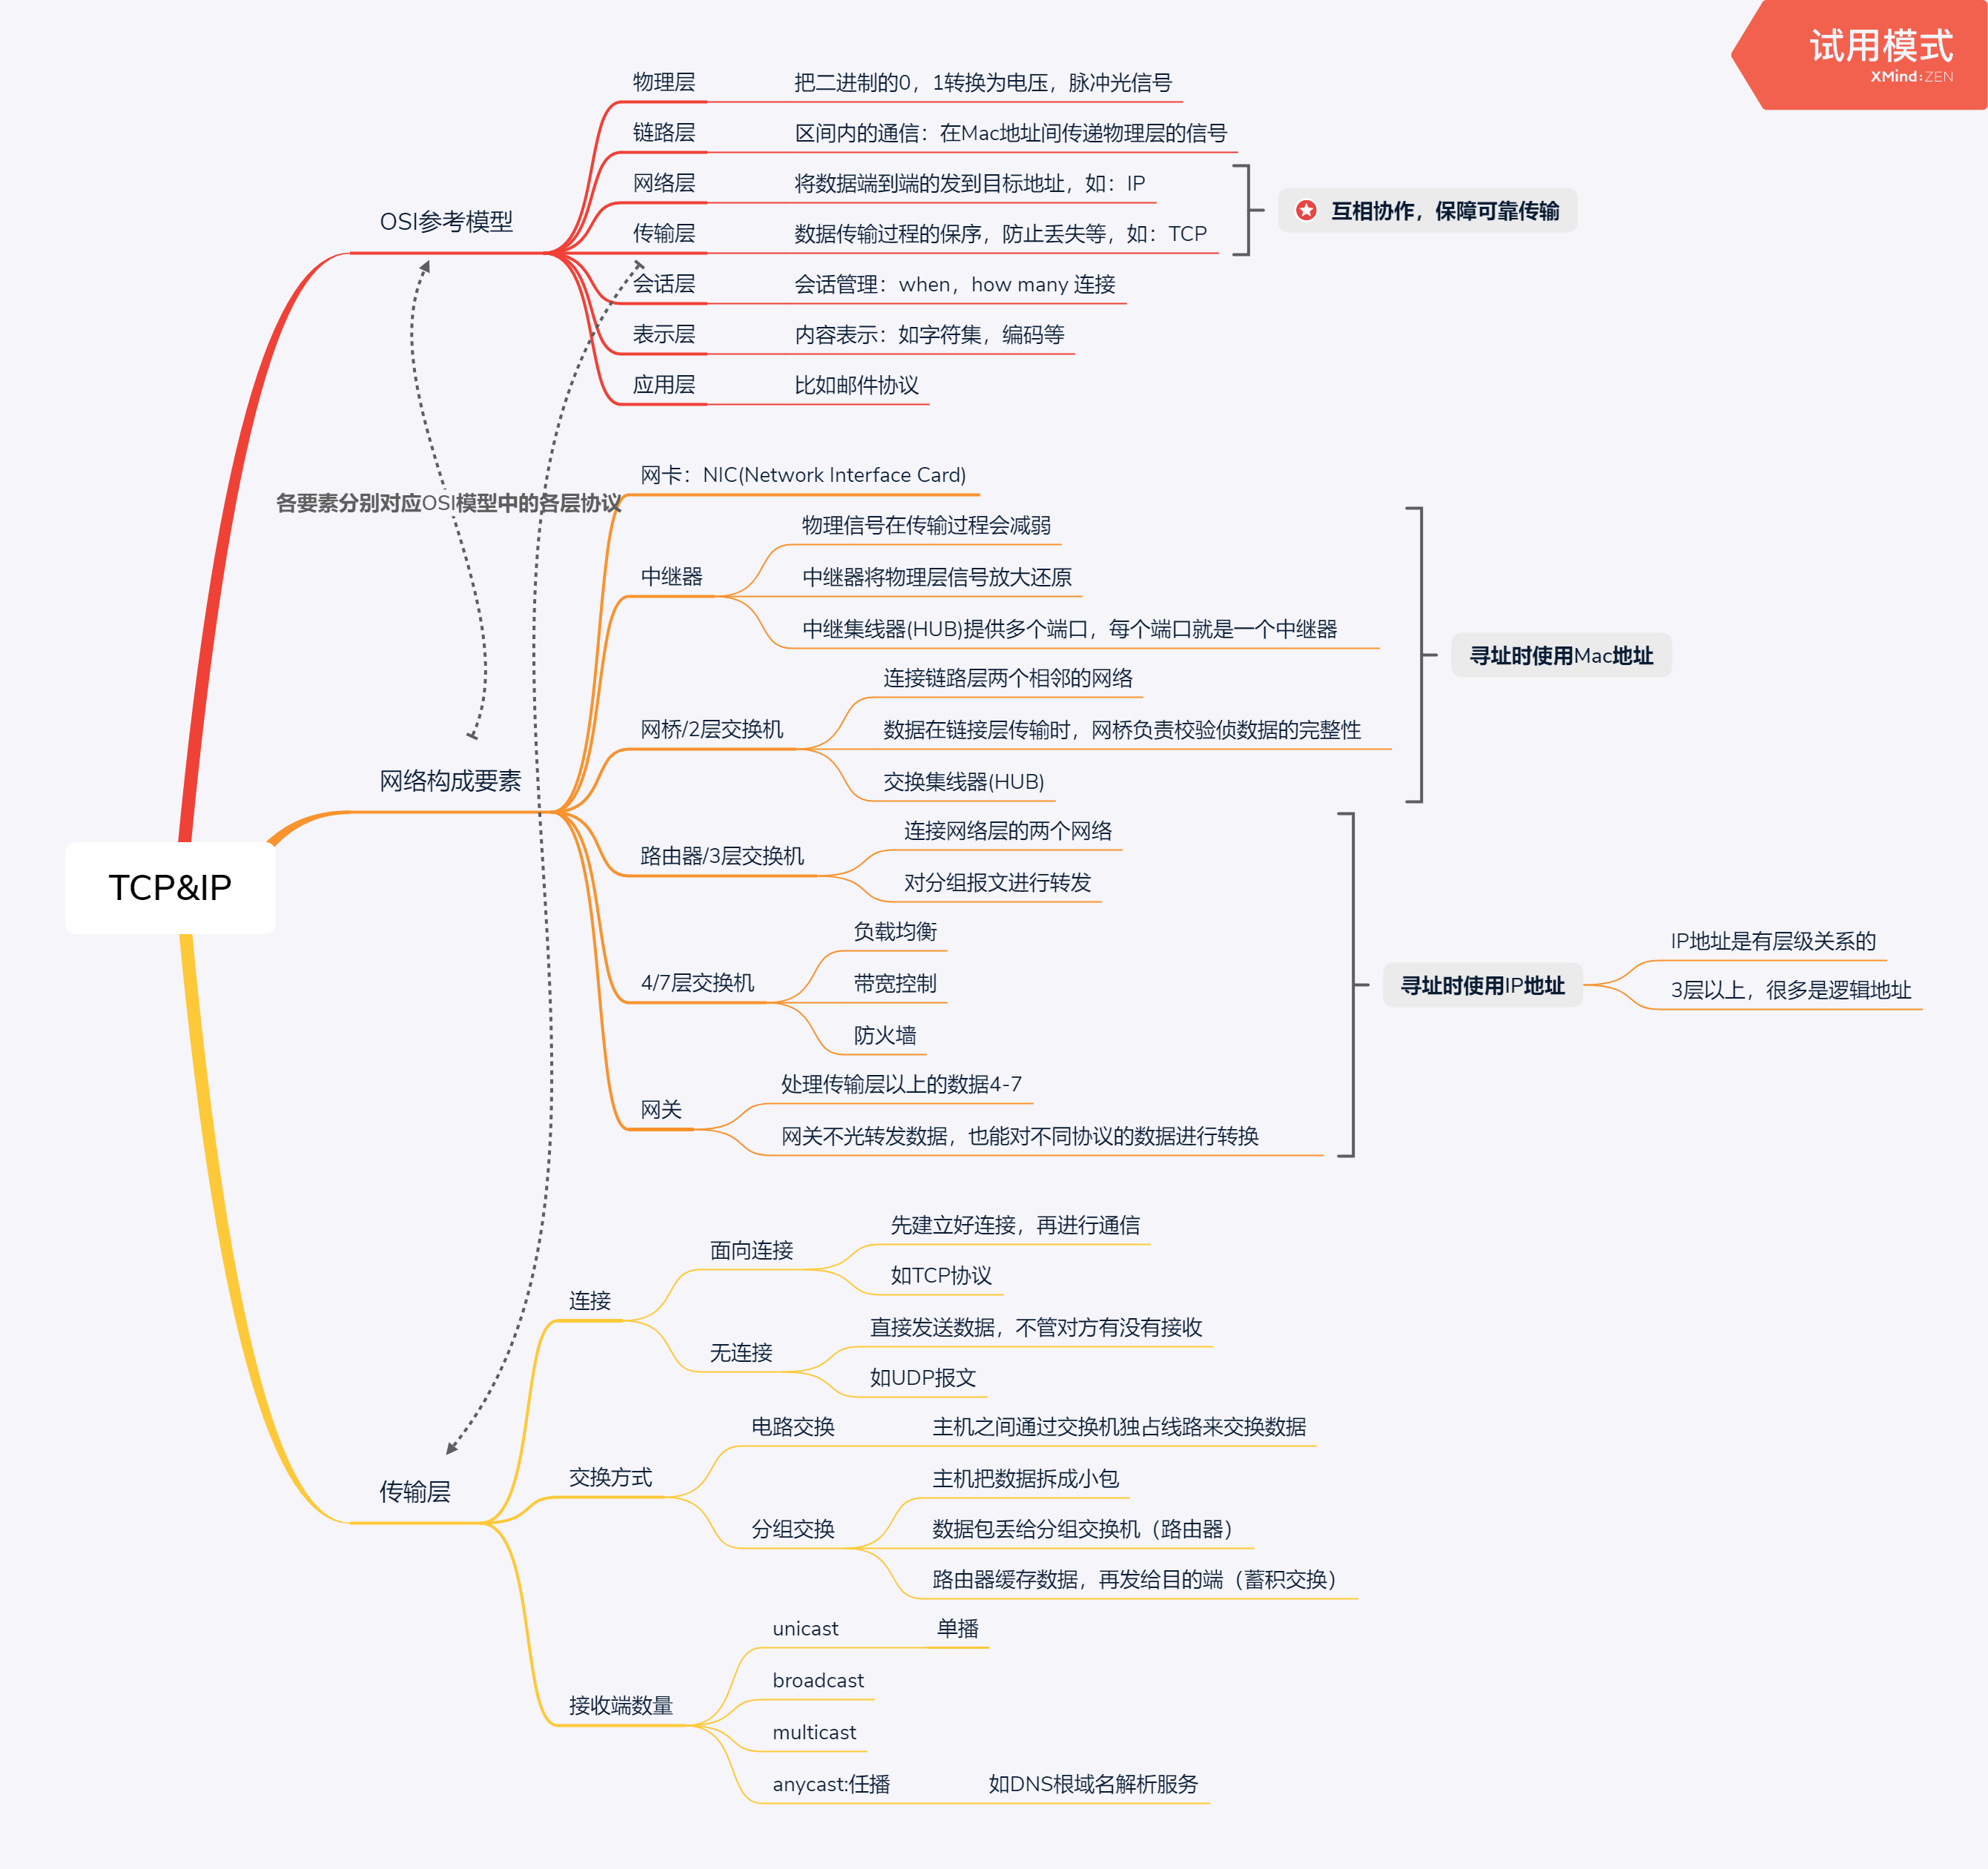 试用模式
XMind:ZEN
TCP&IP
OSI参考模型
物理层
把二进制的0，1转换为电压，脉冲光信号
链路层
区间内的通信：在Mac地址间传递物理层的信号
网络层
将数据端到端的发到目标地址，如：IP
传输层
数据传输过程的保序，防止丢失等，如：TCP
互相协作，保障可靠传输
会话层
会话管理：when，how many 连接
表示层
内容表示：如字符集，编码等
应用层
比如邮件协议
各要素分别对应OSI模型中的各层协议
网络构成要素
网卡：NIC(Network Interface Card)
中继器
物理信号在传输过程会减弱
中继器将物理层信号放大还原
中继集线器(HUB)提供多个端口，每个端口就是一个中继器
网桥/2层交换机
连接链路层两个相邻的网络
数据在链接层传输时，网桥负责校验侦数据的完整性
交换集线器(HUB)
寻址时使用Mac地址
路由器/3层交换机
连接网络层的两个网络
对分组报文进行转发
4/7层交换机
负载均衡
带宽控制
防火墙
网关
处理传输层以上的数据4-7
网关不光转发数据，也能对不同协议的数据进行转换
寻址时使用IP地址
IP地址是有层级关系的
3层以上，很多是逻辑地址
传输层
连接
面向连接
先建立好连接，再进行通信
如TCP协议
无连接
直接发送数据，不管对方有没有接收
如UDP报文
交换方式
电路交换
主机之间通过交换机独占线路来交换数据
分组交换
主机把数据拆成小包
数据包丢给分组交换机（路由器）
路由器缓存数据，再发给目的端（蓄积交换）
接收端数量
unicast
单播
broadcast
multicast
anycast:任播
如DNS根域名解析服务